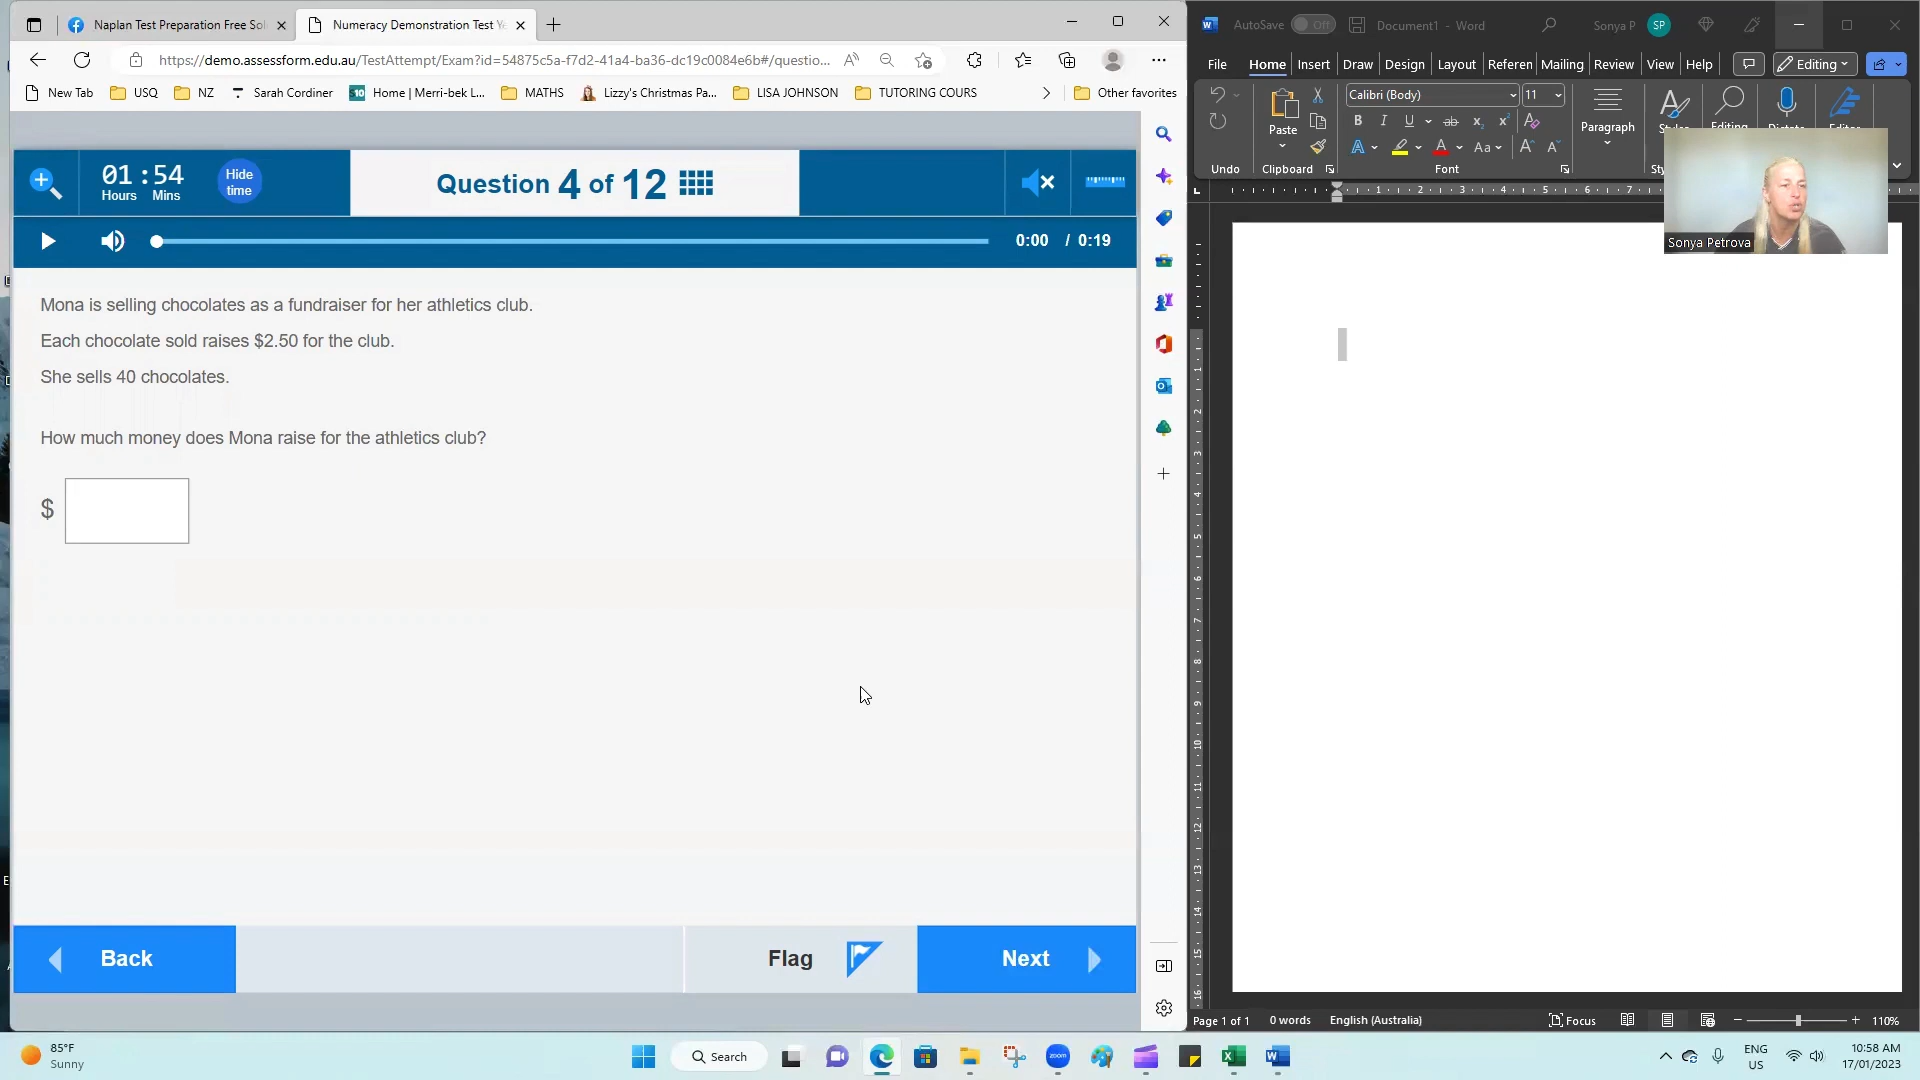 Naplan Test Preparation Free Sol
Numeracy Demonstration Test Ye
https://demo.assessform.edu.au/TestAttempt/Exam?id=54875c5a-f7d2-41a4-ba36-dc19c0084e6b#/questio...
New Tab
USQ
NZ
Sarah Cordiner
Home | Merri-bek L...
MATHS
Lizzy's Christmas Pa...
LISA JOHNSON
TUTORING COURS
Other favorites
01:54
Hours Mins
Hide time
Question 4 of 12
0:00 / 0:19
Mona is selling chocolates as a fundraiser for her athletics club.
Each chocolate sold raises $2.50 for the club.
She sells 40 chocolates.
How much money does Mona raise for the athletics club?
$
Back
Flag
Next
AutoSave Off
Document1 - Word
Sonya P SP
File Home Insert Draw Design Layout Referen Mailing Review View Help
Editing
Paste
Calibri (Body) 11
Paragraph
Undo
Clipboard
Font
Sonya Petrova
Page 1 of 1
0 words
English (Australia)
Focus
110%
85°F
Sunny
Search
zoom
ENG
US
10:58 AM
17/01/2023